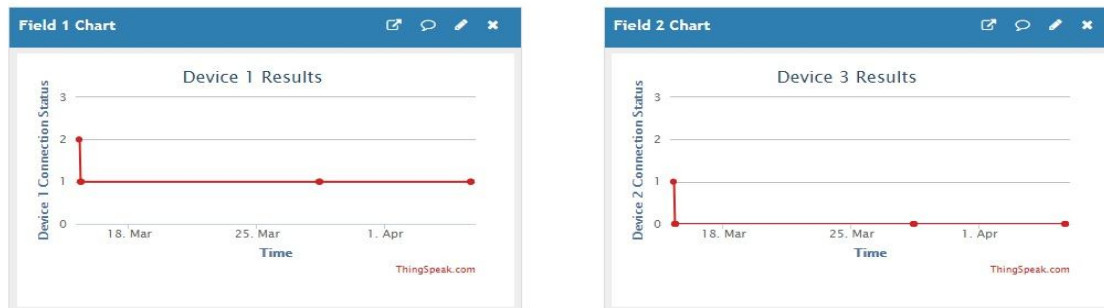 Field 1 Chart
Device 1 Results
Device 1 Connection Status
3
2
1
0
18. Mar
25. Mar
1. Apr
Time
ThingSpeak.com
Field 2 Chart
Device 3 Results
Device 2 Connection Status
3
2
1
0
18. Mar
25. Mar
1. Apr
Time
ThingSpeak.com